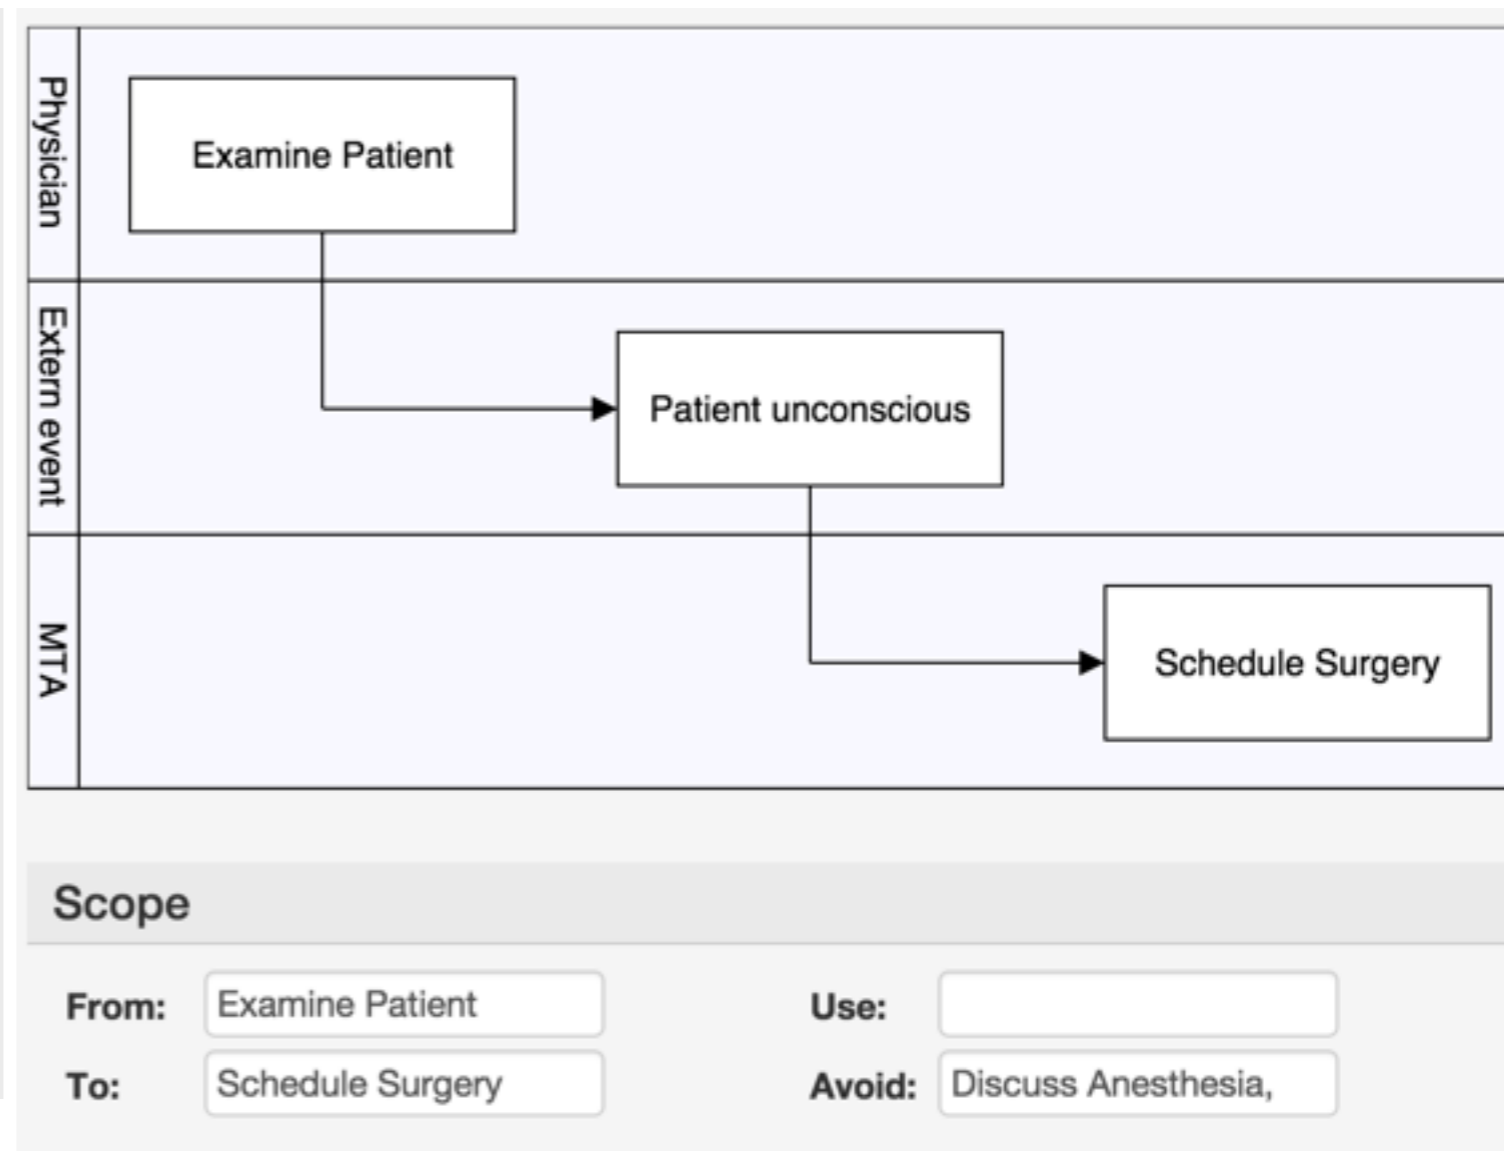 Physician
Examine Patient
Extern event
Patient unconscious
MTA
Schedule Surgery
Scope
From: Examine Patient Use:
To: Schedule Surgery Avoid: Discuss Anesthesia,